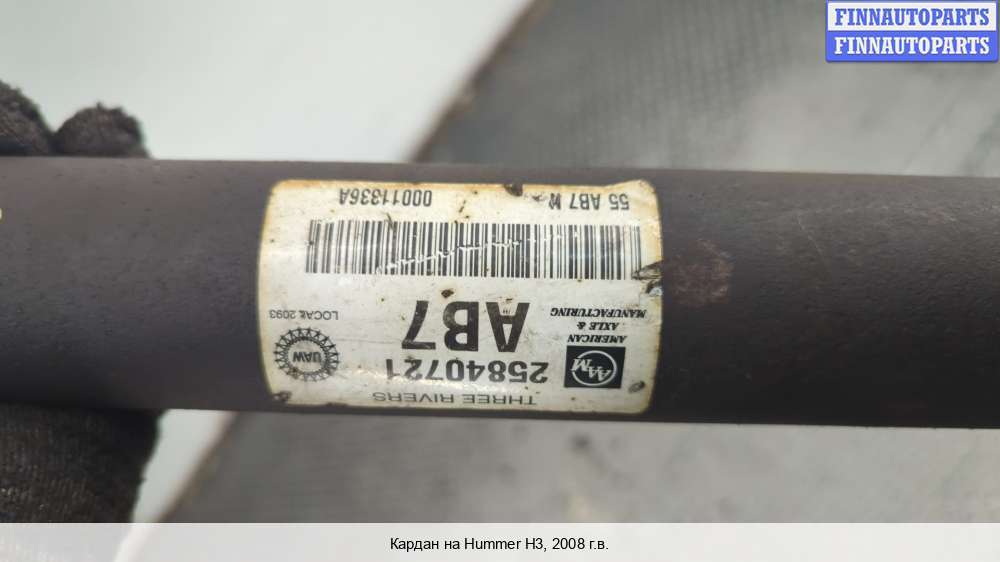 FINNAUTOPARTS
FINNAUTOPARTS
THREE RIVERS
25840721
AAM
AMERICAN
AXLE &
MANUFACTURING
AB7
UAW
LOCAL 2093
55 AB7 W 00011336A
Кардан на Hummer H3, 2008 г.в.